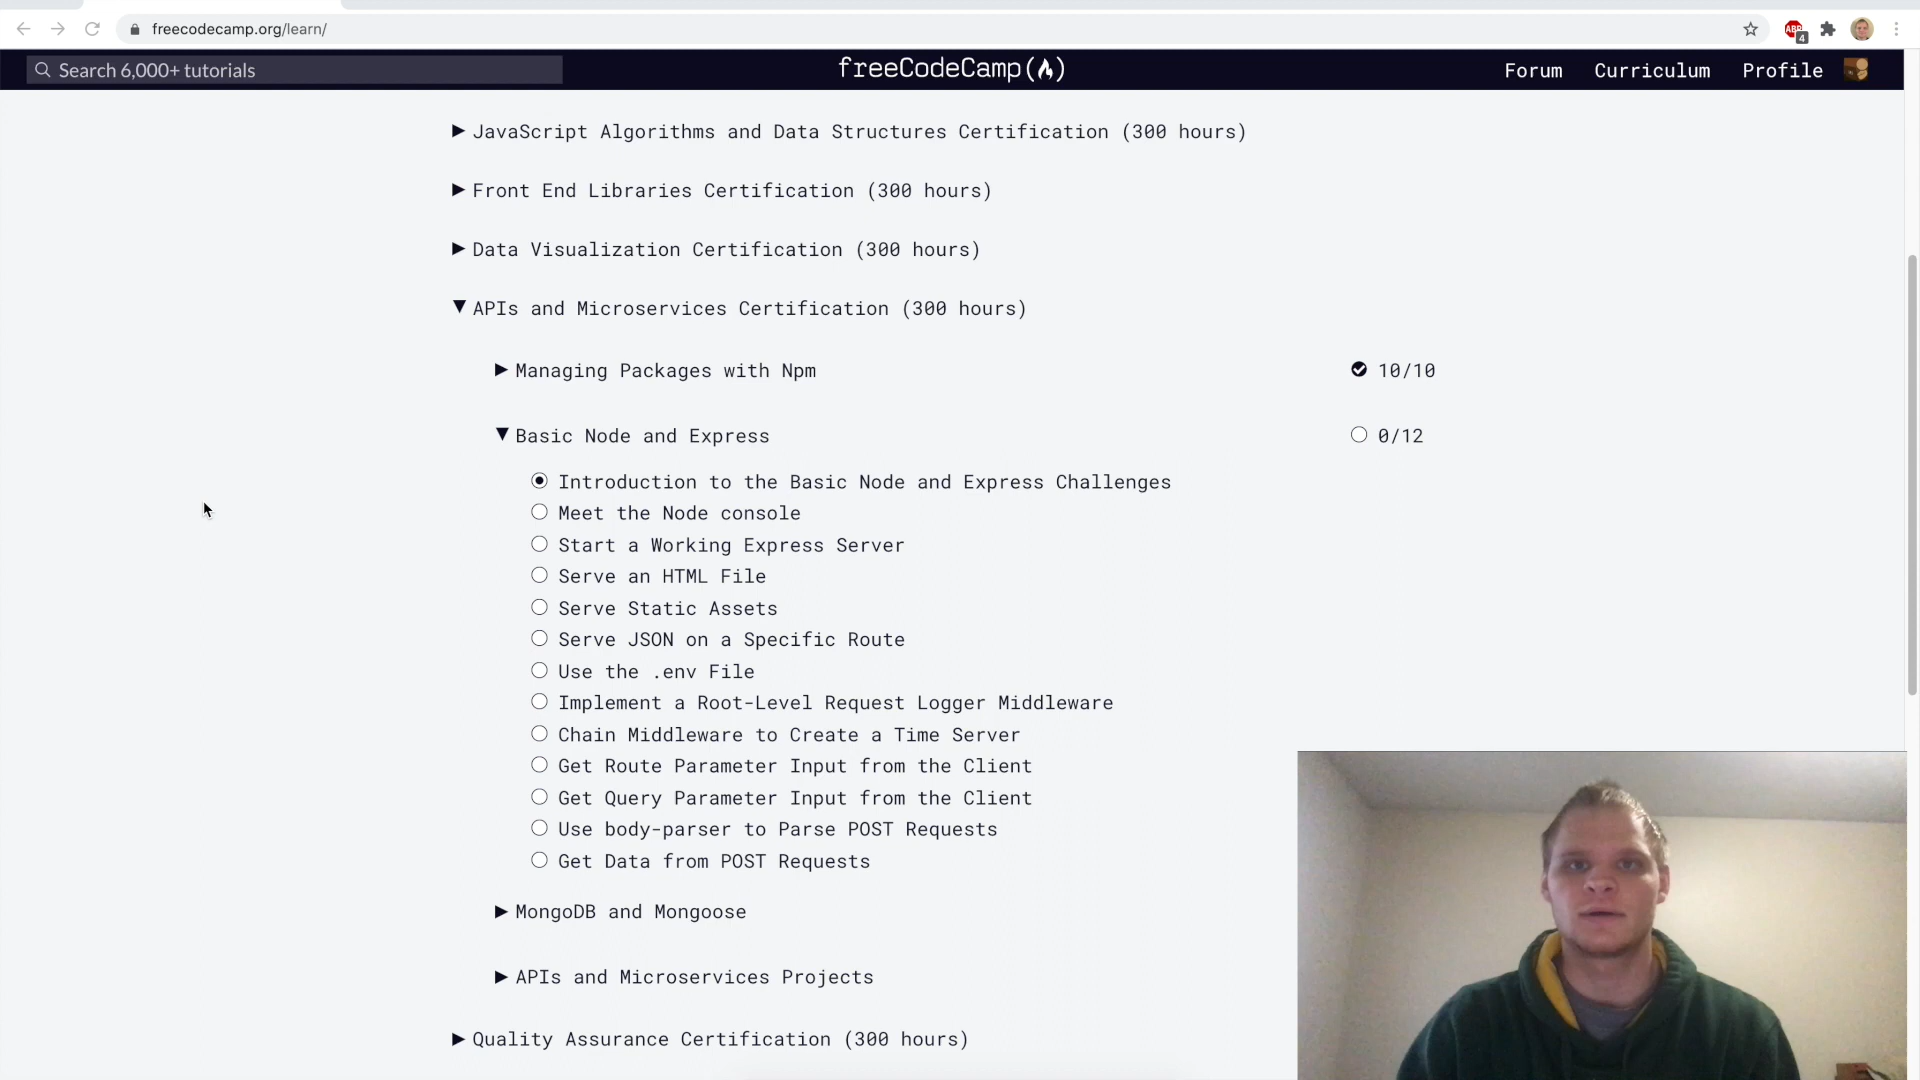 freecodecamp.org/learn/
ABP
4
Search 6,000+ tutorials
freeCodeCamp
Forum
Curriculum
Profile
JavaScript Algorithms and Data Structures Certification (300 hours)
Front End Libraries Certification (300 hours)
Data Visualization Certification (300 hours)
APIs and Microservices Certification (300 hours)
Managing Packages with Npm
10/10
Basic Node and Express
0/12
Introduction to the Basic Node and Express Challenges
Meet the Node console
Start a Working Express Server
Serve an HTML File
Serve Static Assets
Serve JSON on a Specific Route
Use the .env File
Implement a Root-Level Request Logger Middleware
Chain Middleware to Create a Time Server
Get Route Parameter Input from the Client
Get Query Parameter Input from the Client
Use body-parser to Parse POST Requests
Get Data from POST Requests
MongoDB and Mongoose
APIs and Microservices Projects
Quality Assurance Certification (300 hours)